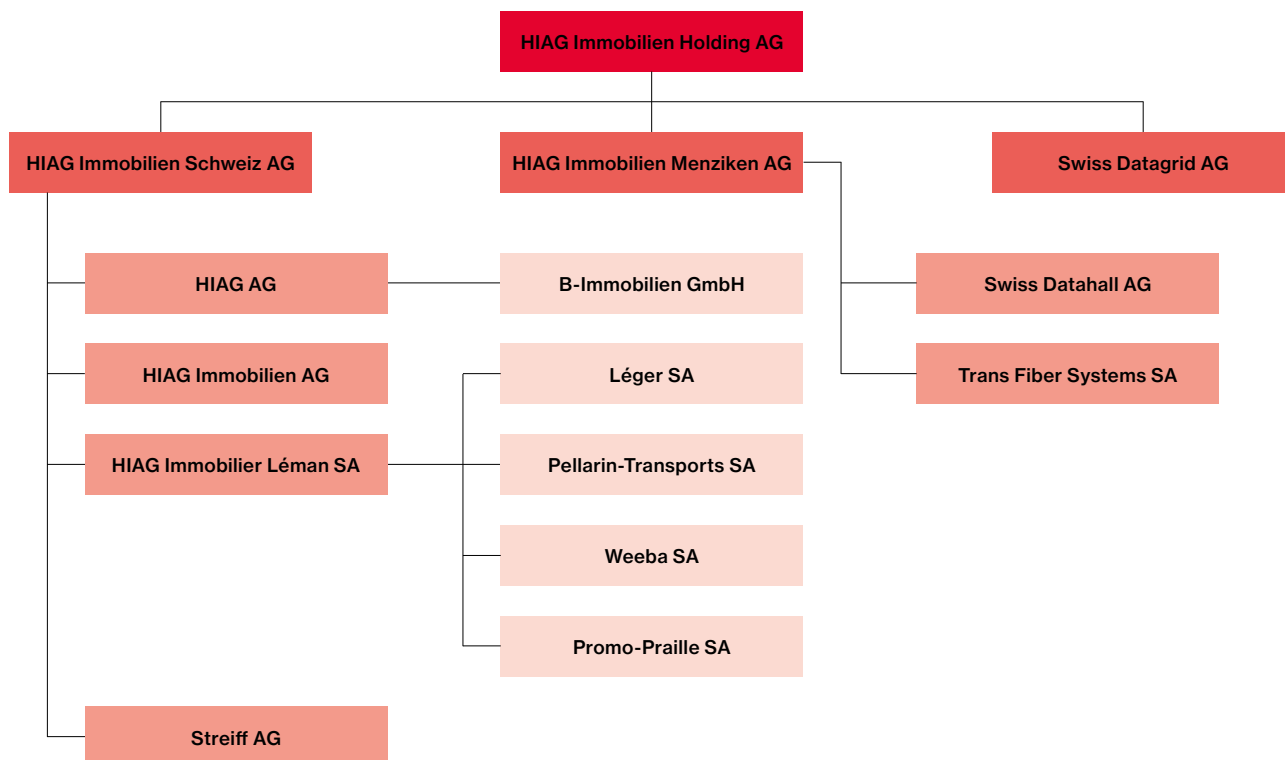 HIAG Immobilien Holding AG
HIAG Immobilien Schweiz AG
HIAG Immobilien Menziken AG
Swiss Datagrid AG
HIAG AG
B-Immobilien GmbH
Swiss Datahall AG
HIAG Immobilien AG
Léger SA
Trans Fiber Systems SA
HIAG Immobilier Léman SA
Pellarin-Transports SA
Weeba SA
Promo-Praille SA
Streiff AG